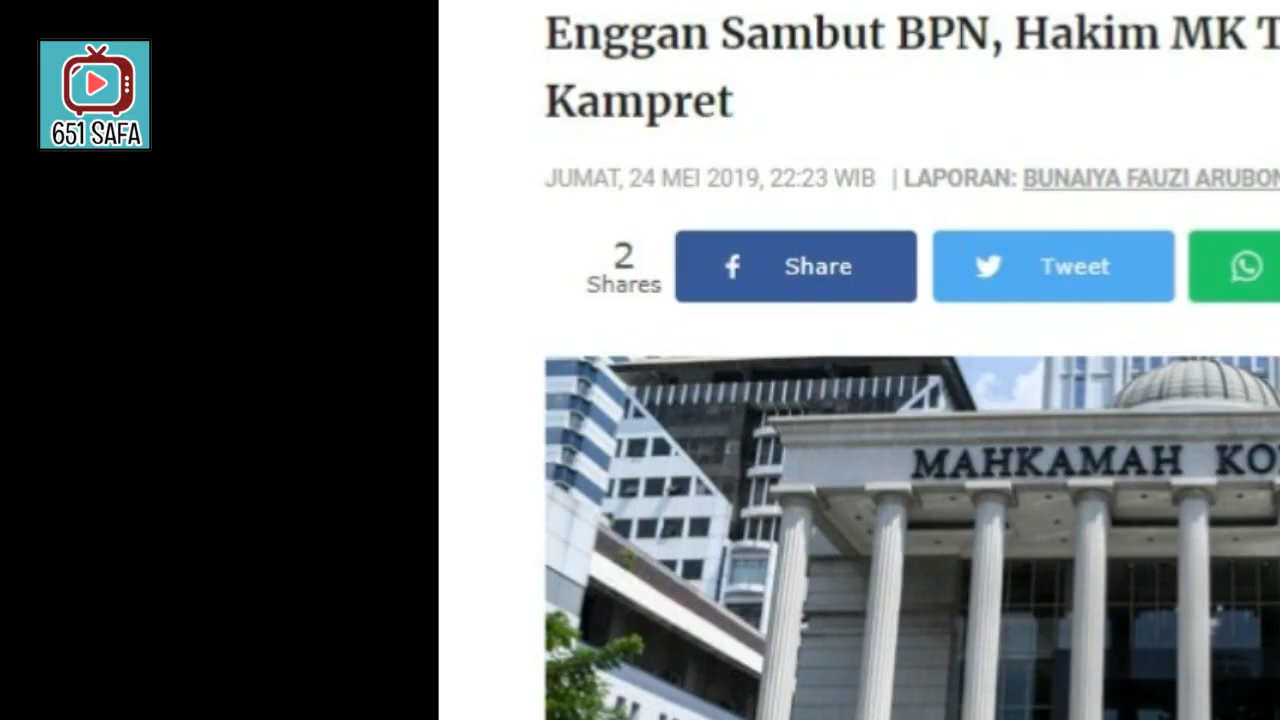 651 SAFA
Enggan Sambut BPN, Hakim MK
Kampret
JUMAT, 24 MEI 2019, 22:23 WIB | LAPORAN: BUNAIYA FAUZI
2
Shares
Share
Tweet
MAHKAMAH